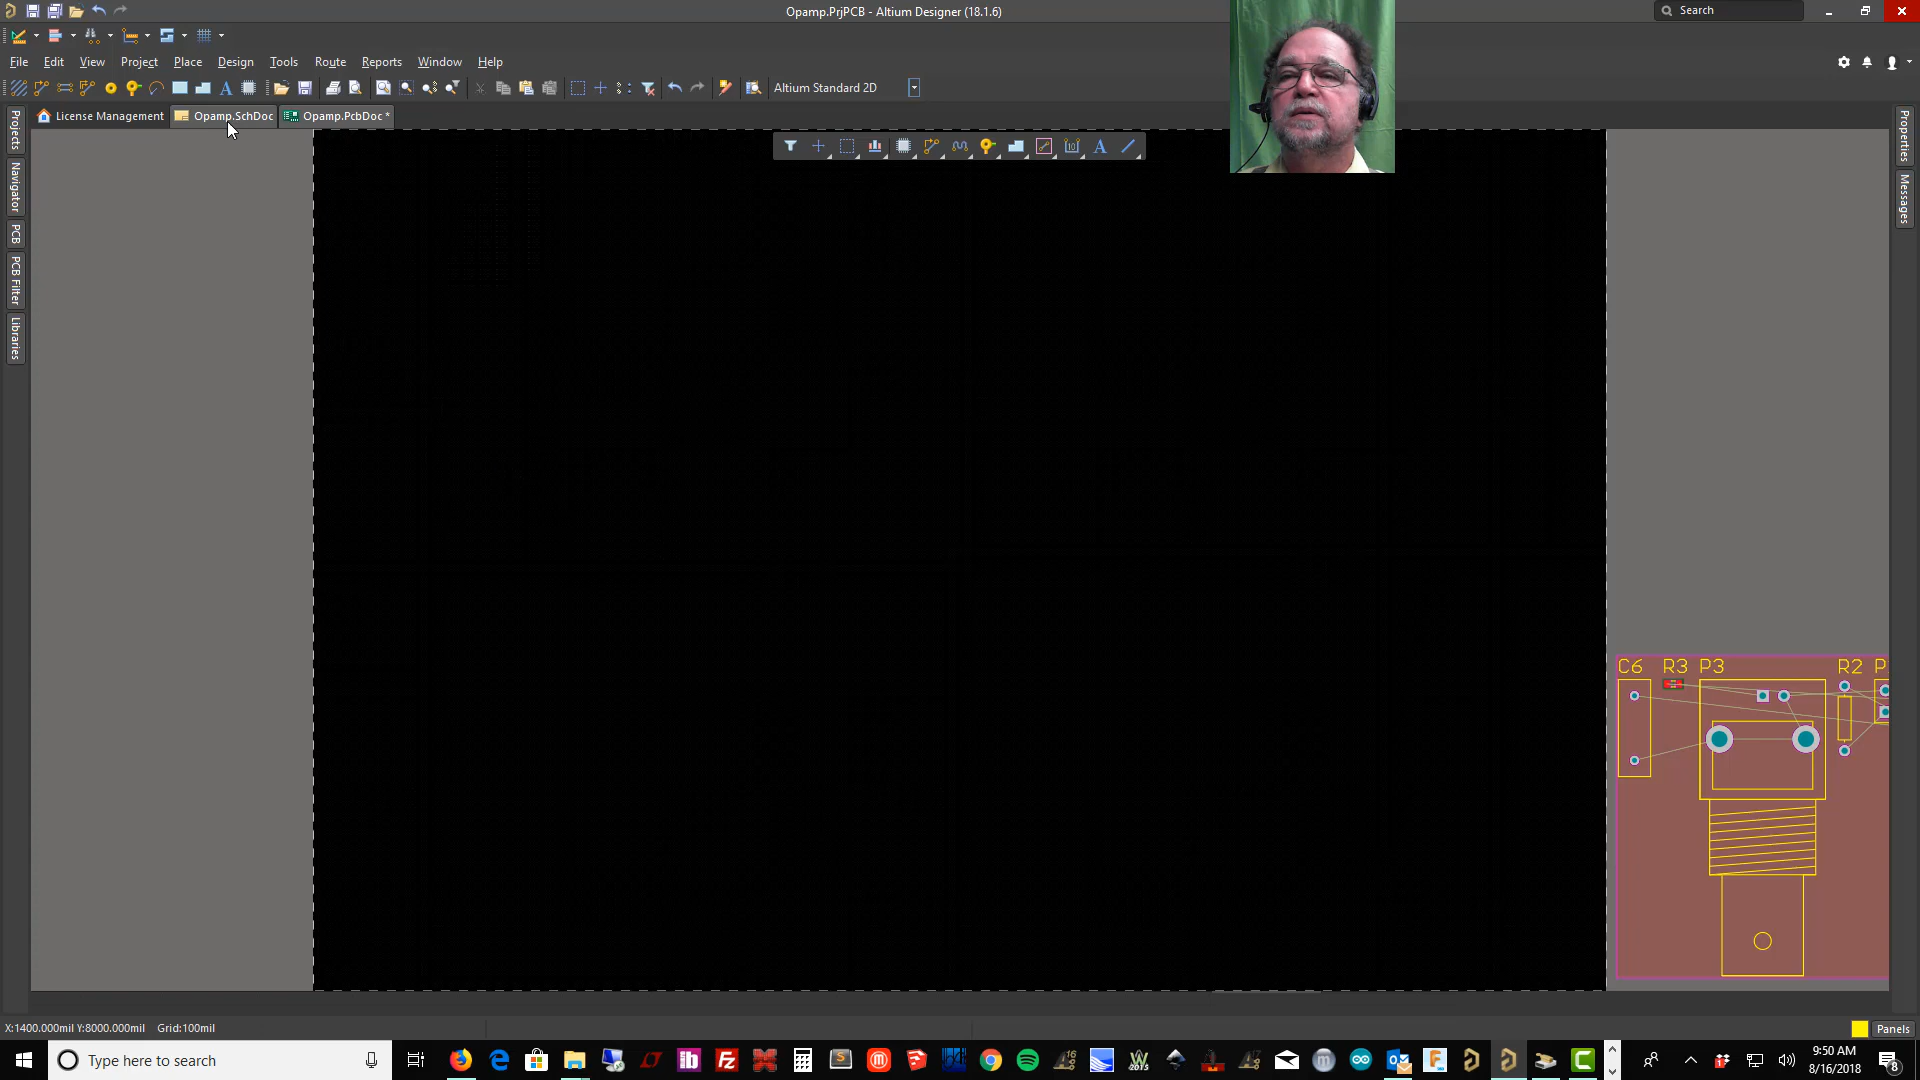 Opamp.PrjPCB - Altium Designer (18.1.6)
Search
File Edit View Project Place Design Tools Route Reports Window Help
Altium Standard 2D
License Management Opamp.SchDoc Opamp.PcbDoc *
Projects
Navigator
PCB
PCB Filter
Libraries
Properties
Messages
C6 R3 P3 R2 P
X:1400.000mil Y:8000.000mil Grid:100mil
Panels
Type here to search
9:50 AM
8/16/2018
8